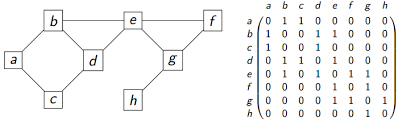 b e f
a d g
c h
a b c d e f g h
a 0 1 1 0 0 0 0 0
b 1 0 0 1 1 0 0 0
c 1 0 0 1 0 0 0 0
d 0 1 1 0 1 0 0 0
e 0 1 0 1 0 1 1 0
f 0 0 0 0 1 0 1 0
g 0 0 0 0 1 1 0 1
h 0 0 0 0 0 0 1 0